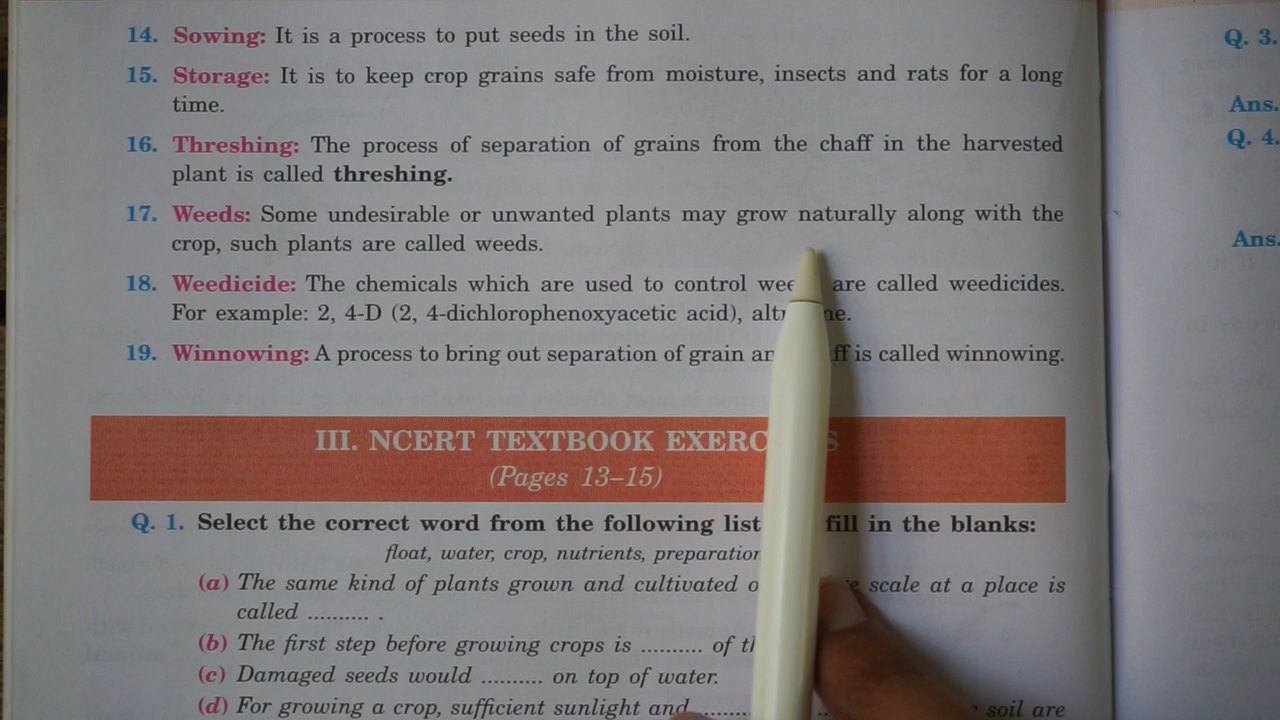 14. Sowing: It is a process to put seeds in the soil.
15. Storage: It is to keep crop grains safe from moisture, insects and rats for a long
time.
16. Threshing: The process of separation of grains from the chaff in the harvested
plant is called threshing.
17. Weeds: Some undesirable or unwanted plants may grow naturally along with the
crop, such plants are called weeds.
18. Weedicide: The chemicals which are used to control are called weedicides.
For example: 2, 4-D (2, 4-dichlorophenoxyacetic acid),
19. Winnowing: A process to bring out separation of grain is called winnowing.
III. NCERT TEXTBOOK
(Pages 13–15)
Q. 1. Select the correct word from the following list fill in the blanks:
float, water, crop, nutrients, preparation
(a) The same kind of plants grown and cultivated scale at a place is
called .......... .
(b) The first step before growing crops is .......... of
(c) Damaged seeds would .......... on top of water.
(d) For growing a crop, sufficient sunlight and .......... soil are
Q. 3.
Ans.
Q. 4.
Ans.